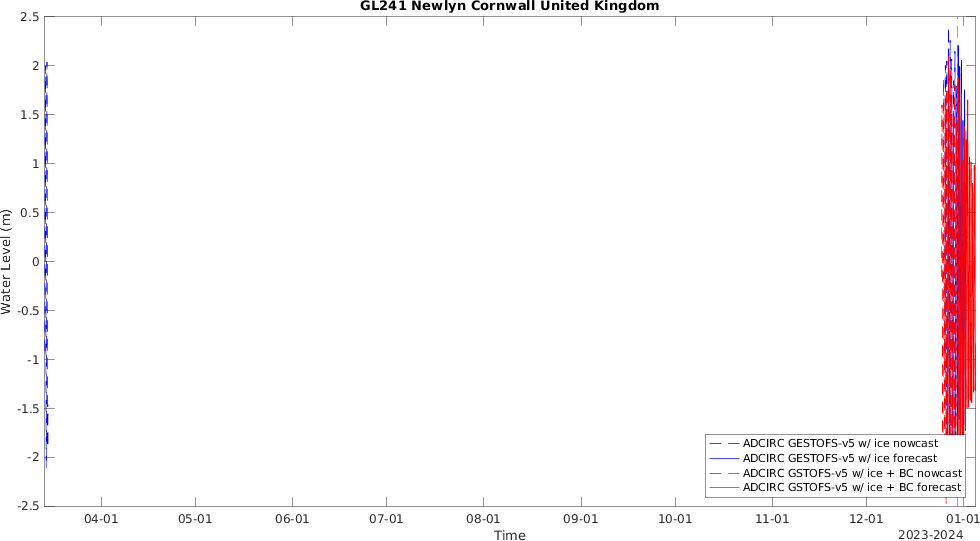 GL241 Newlyn Cornwall United Kingdom
2.5
2
1.5
1
0.5
0
-0.5
-1
-1.5
-2
-2.5
Water Level (m)
ADCIRC GESTOFS-v5 w/ ice nowcast
ADCIRC GESTOFS-v5 w/ ice forecast
ADCIRC GSTOFS-v5 w/ ice + BC nowcast
ADCIRC GSTOFS-v5 w/ ice + BC forecast
04-01 05-01 06-01 07-01 08-01 09-01 10-01 11-01 12-01 01-01
Time
2023-2024